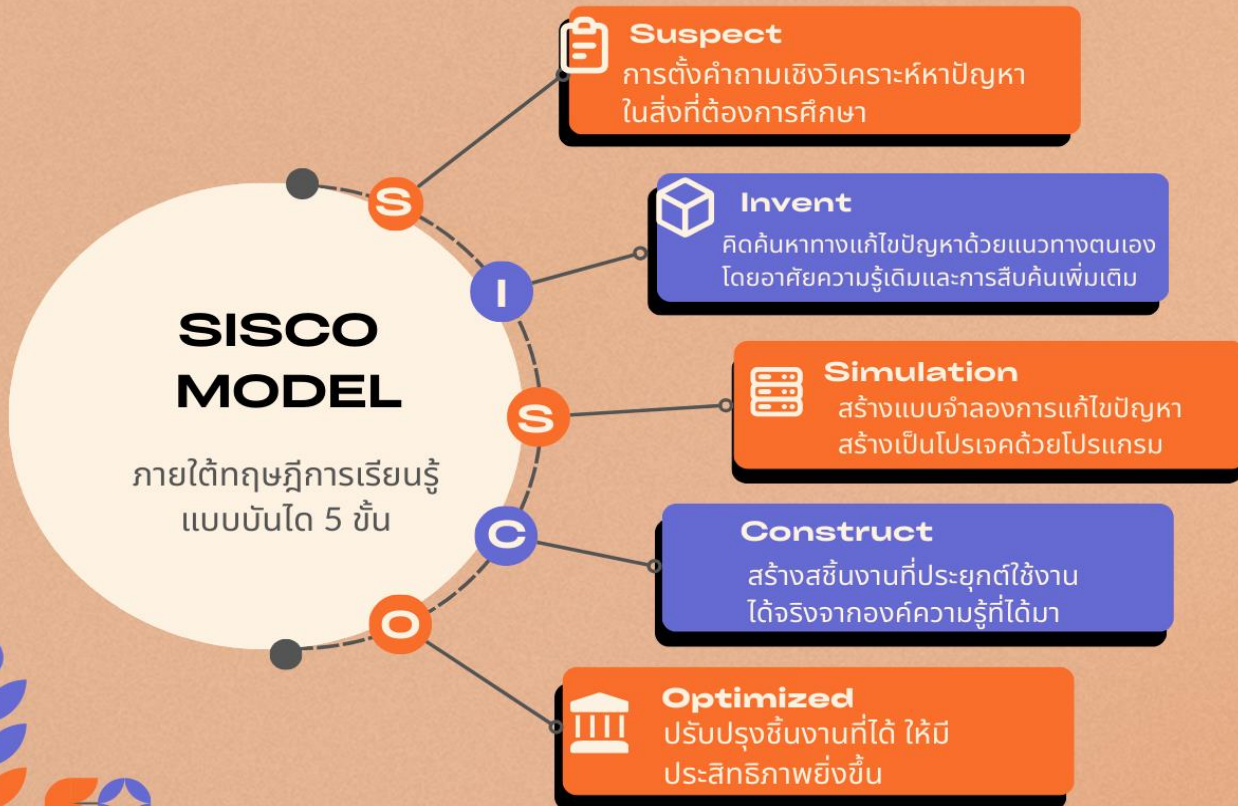 SISCO
MODEL
ภายใต้ทฤษฎีการเรียนรู้
แบบบันได 5 ขั้น
S
Suspect
การตั้งคำถามเชิงวิเคราะห์หาปัญหา
ในสิ่งที่ต้องการศึกษา
I
Invent
คิดค้นหาทางแก้ไขปัญหาด้วยแนวทางตนเอง
โดยอาศัยความรู้เดิมและการสืบค้นเพิ่มเติม
S
Simulation
สร้างแบบจำลองการแก้ไขปัญหา
สร้างเป็นโปรเจคด้วยโปรแกรม
C
Construct
สร้างสชิ้นงานที่ประยุกต์ใช้งาน
ได้จริงจากองค์ความรู้ที่ได้มา
O
Optimized
ปรับปรุงชิ้นงานที่ได้ ให้มี
ประสิทธิภาพยิ่งขึ้น